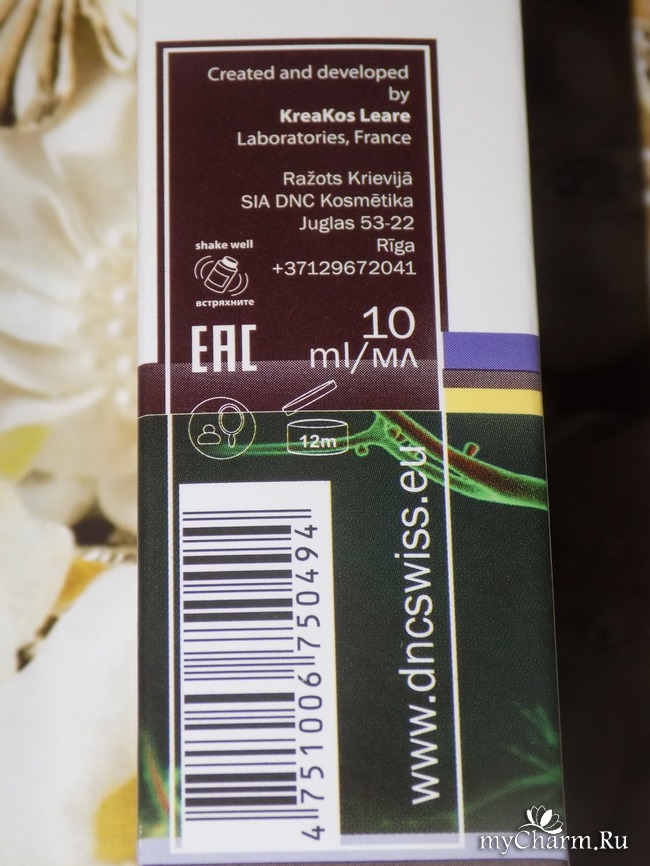 Created and developed
by
KreaKos Leare
Laboratories, France
Ražots Krievijā
SIA DNC Kosmētika
Juglas 53-22
Rīga
+37129672041
shake well
встряхните
EAC
10
ml/мл
12m
www.dncswiss.eu
4 751006 750494
myCharm.Ru